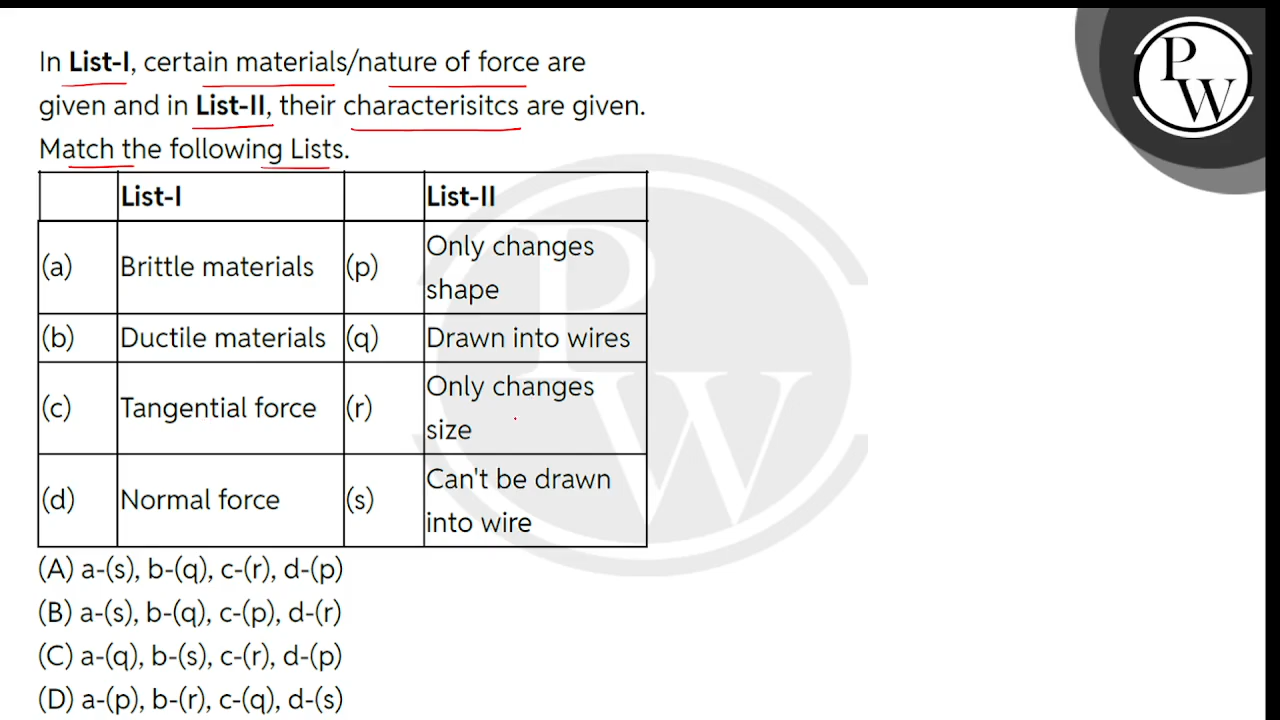 In List-I, certain materials/nature of force are
given and in List-II, their characterisitcs are given.
Match the following Lists.
List-I List-II
(a) Brittle materials (p) Only changes
shape
(b) Ductile materials (q) Drawn into wires
(c) Tangential force (r) Only changes
size
(d) Normal force (s) Can't be drawn
into wire
(A) a-(s), b-(q), c-(r), d-(p)
(B) a-(s), b-(q), c-(p), d-(r)
(C) a-(q), b-(s), c-(r), d-(p)
(D) a-(p), b-(r), c-(q), d-(s)
P
W
P
W